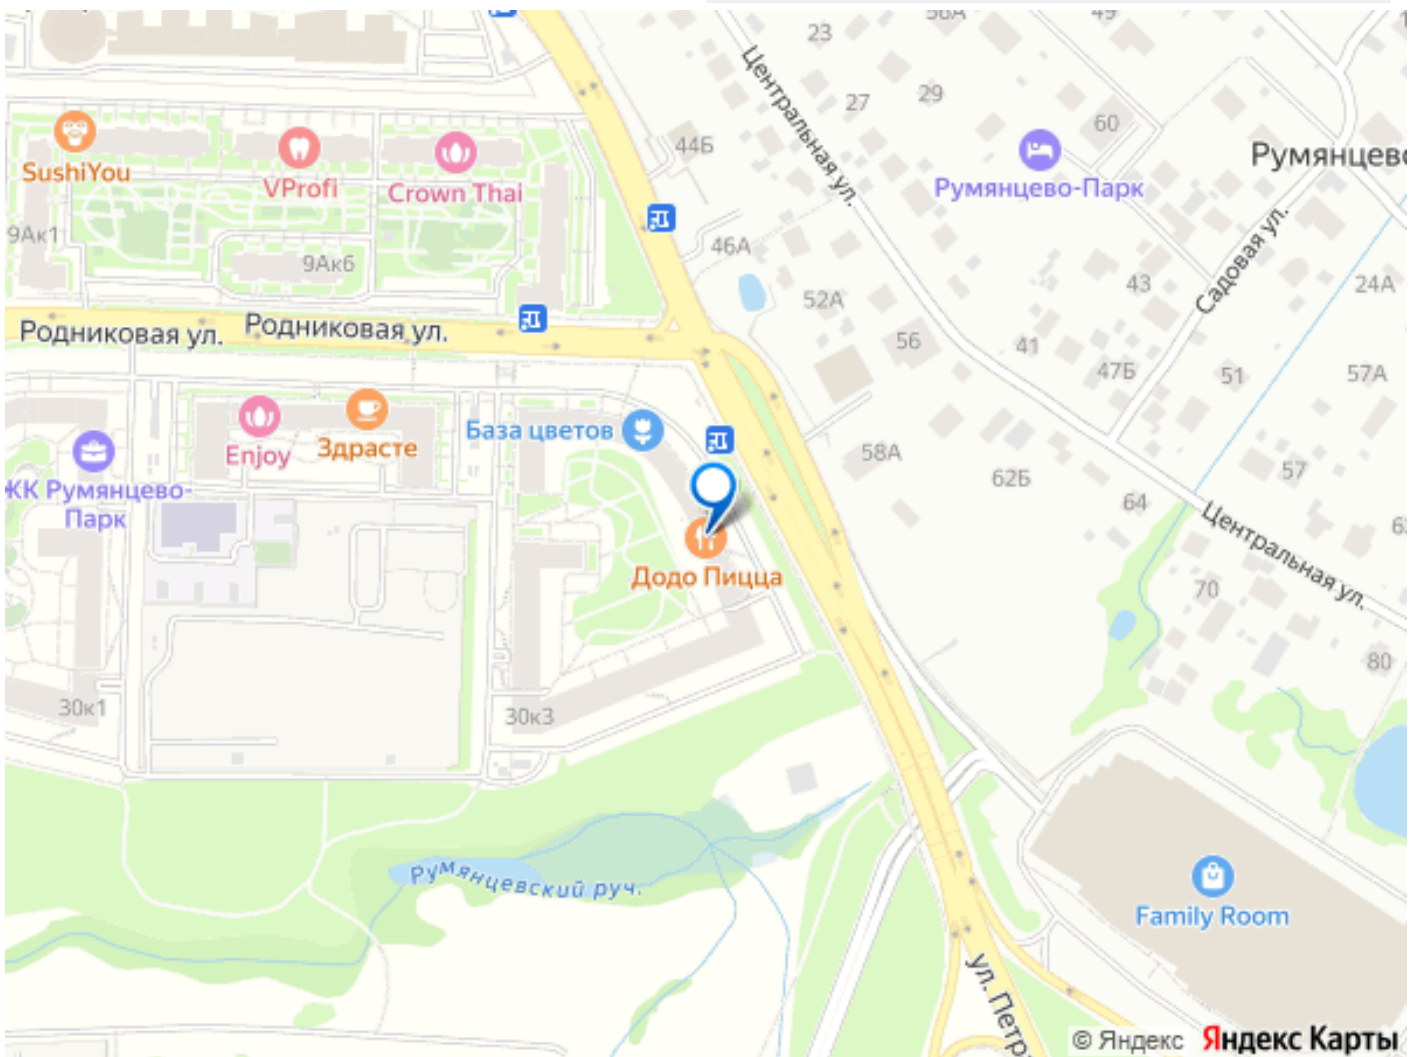 23
49
27
29
60
44Б
Центральная ул.
Румянцево-Парк
SushiYou
VProfi
Crown Thai
9Ак1
9Ак6
46А
52А
43
Садовая ул.
24А
Родниковая ул.
Родниковая ул.
56
41
47Б
51
57А
База цветов
Здрасте
Enjoy
58А
62Б
57
64
ЖК Румянцево-
Парк
Центральная ул.
Додо Пицца
70
80
30к1
30к3
Румянцевский руч.
Family Room
© Яндекс Яндекс Карты